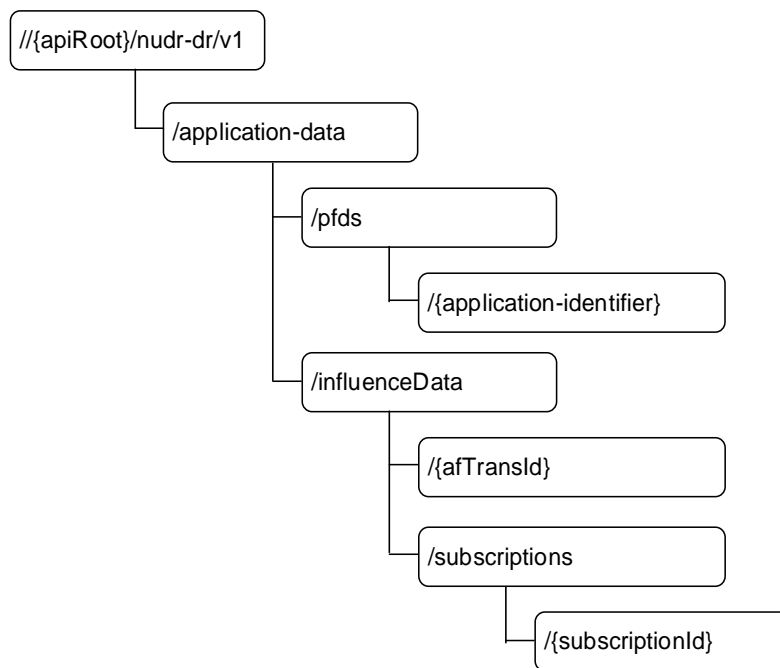 //{apiRoot}/nudr-dr/v1
/application-data
/pfds
/{application-identifier}
/influenceData
/{afTransId}
/subscriptions
/{subscriptionId}